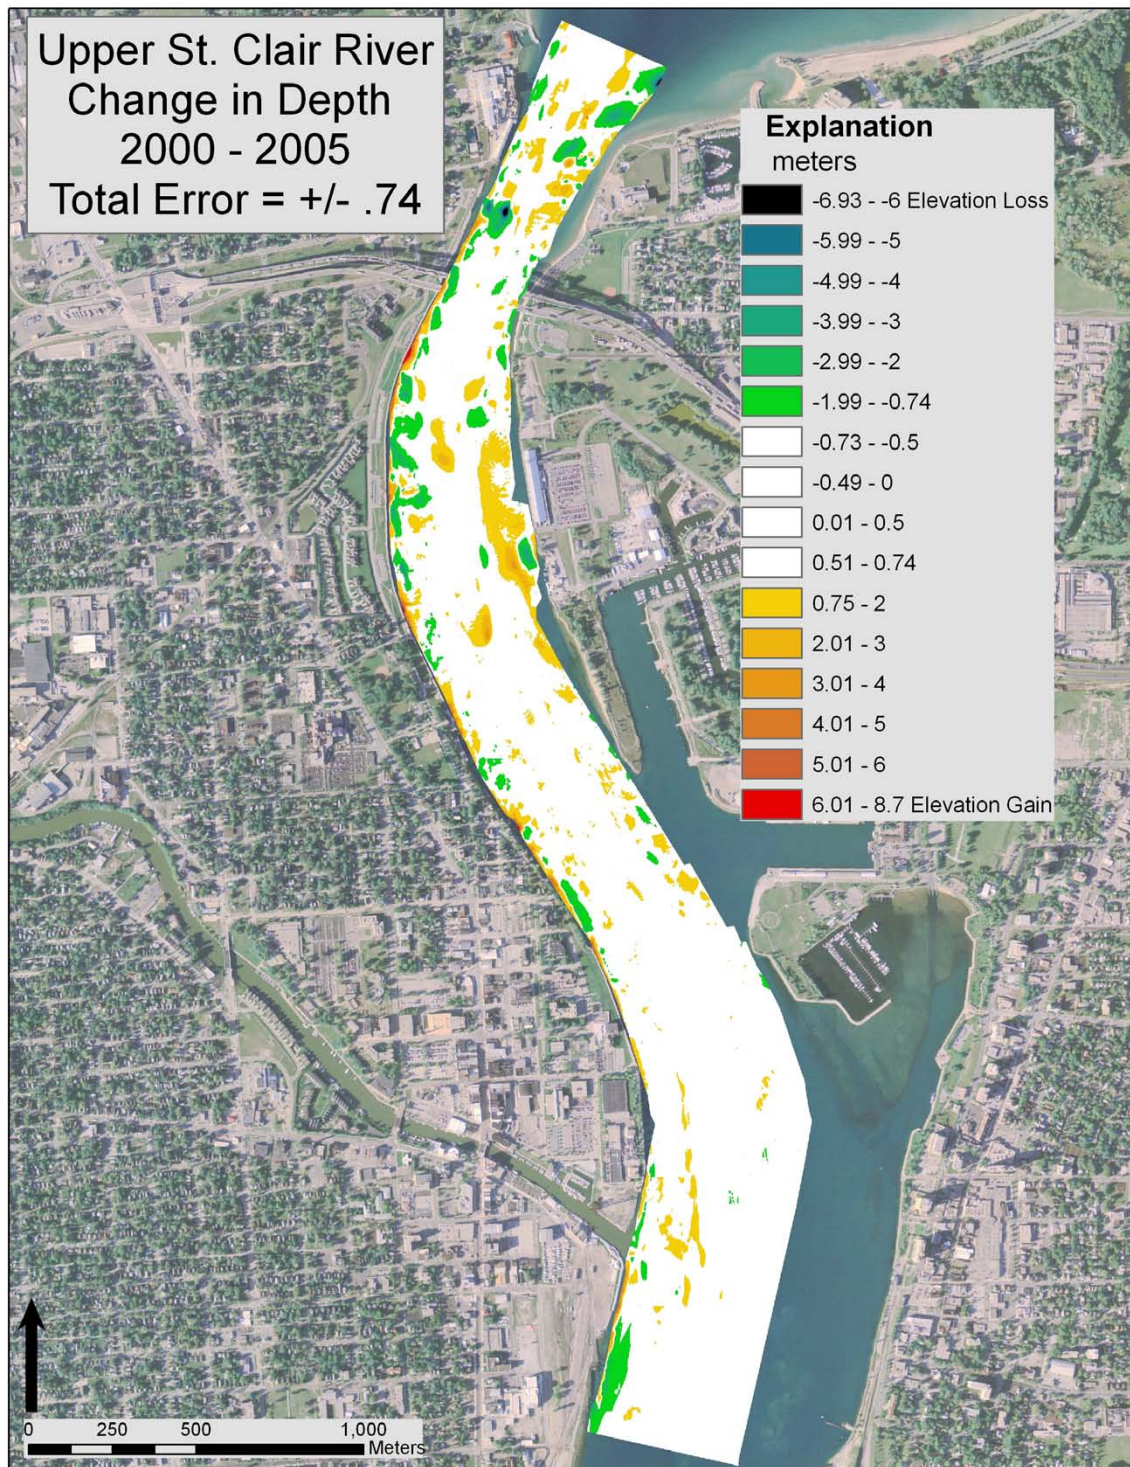 Upper St. Clair River
Change in Depth
2000 - 2005
Total Error = +/- .74
Explanation
meters
-6.93 - -6 Elevation Loss
-5.99 - -5
-4.99 - -4
-3.99 - -3
-2.99 - -2
-1.99 - -0.74
-0.73 - -0.5
-0.49 - 0
0.01 - 0.5
0.51 - 0.74
0.75 - 2
2.01 - 3
3.01 - 4
4.01 - 5
5.01 - 6
6.01 - 8.7 Elevation Gain
0 250 500 1,000
Meters